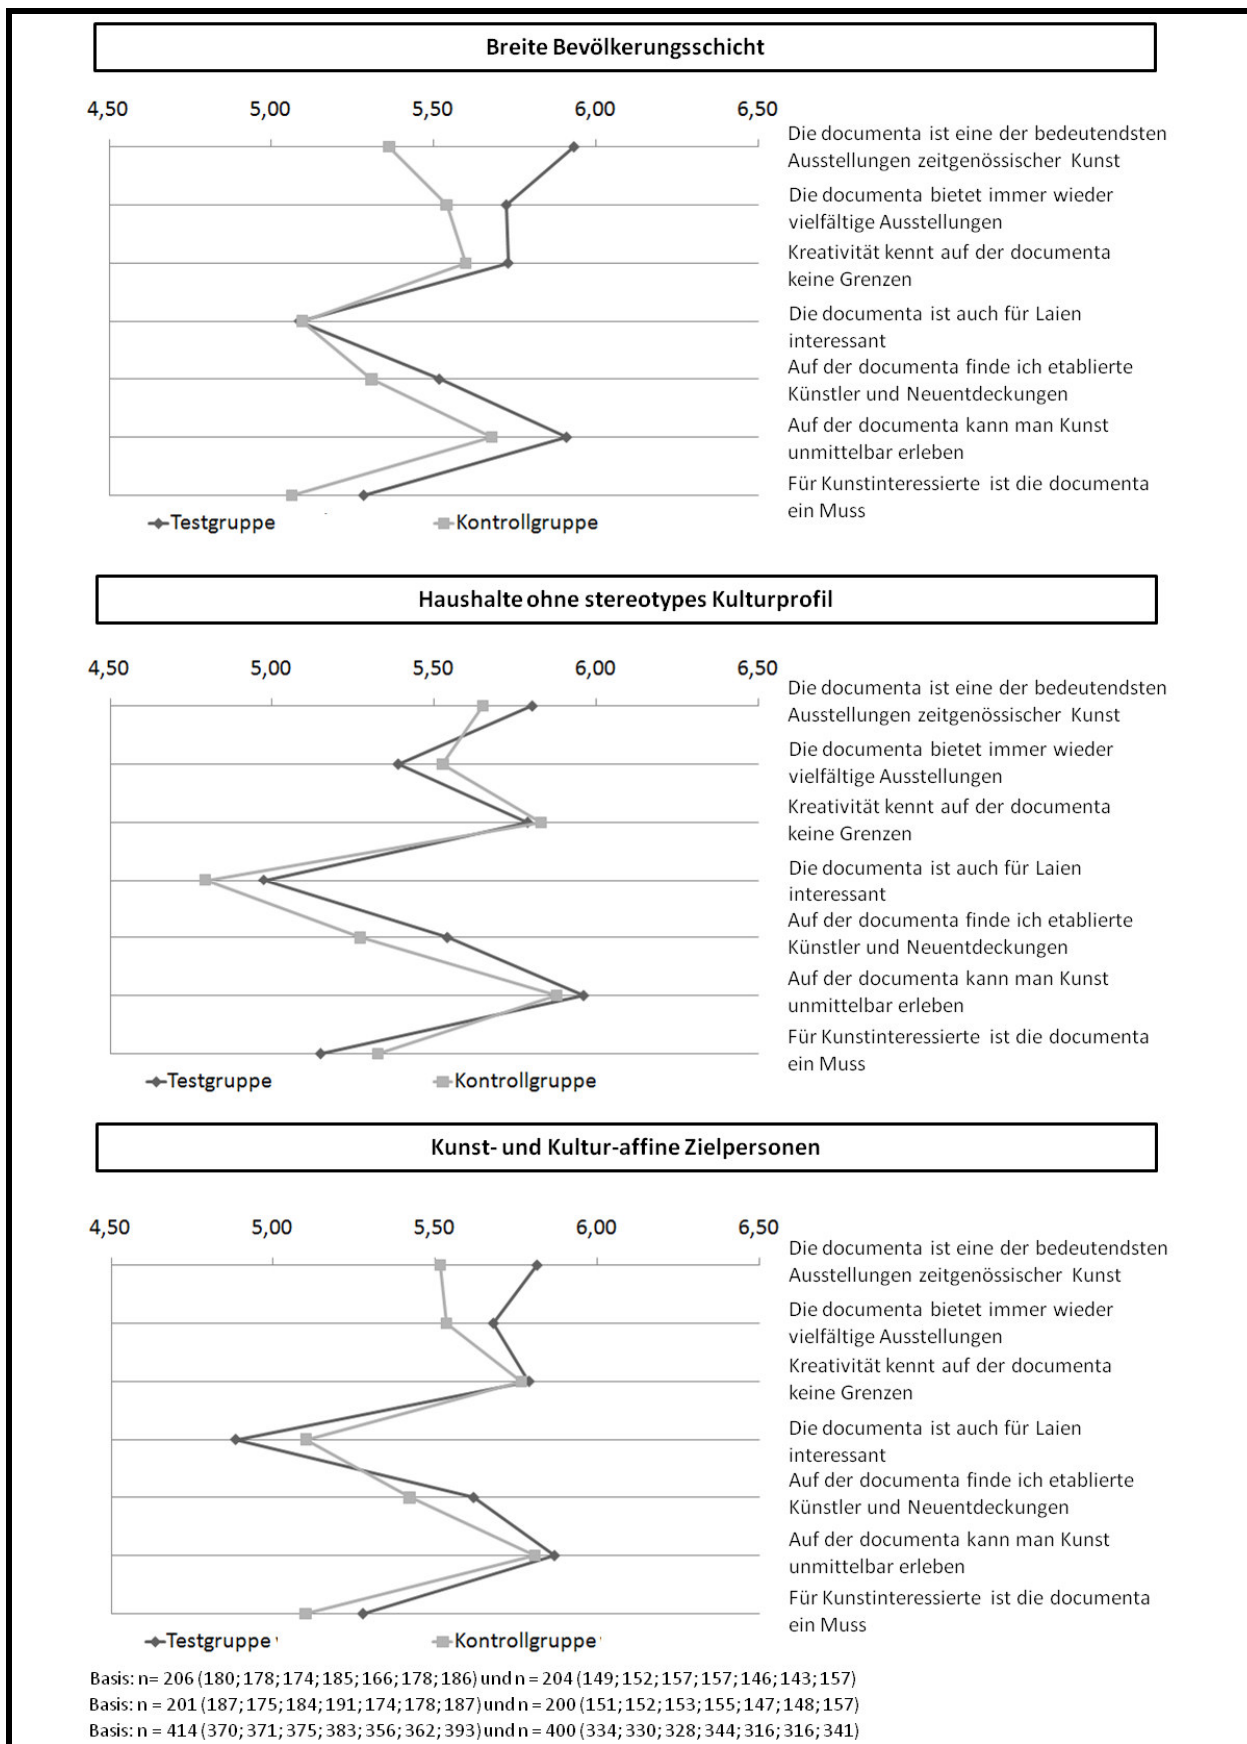 Breite Bevölkerungsschicht
4,50 5,00 5,50 6,00 6,50
Die documenta ist eine der bedeutendsten
Ausstellungen zeitgenössischer Kunst
Die documenta bietet immer wieder
vielfältige Ausstellungen
Kreativität kennt auf der documenta
keine Grenzen
Die documenta ist auch für Laien
interessant
Auf der documenta finde ich etablierte
Künstler und Neuentdeckungen
Auf der documenta kann man Kunst
unmittelbar erleben
Für Kunstinteressierte ist die documenta
ein Muss
Testgruppe Kontrollgruppe
Haushalte ohne stereotypes Kulturprofil
4,50 5,00 5,50 6,00 6,50
Die documenta ist eine der bedeutendsten
Ausstellungen zeitgenössischer Kunst
Die documenta bietet immer wieder
vielfältige Ausstellungen
Kreativität kennt auf der documenta
keine Grenzen
Die documenta ist auch für Laien
interessant
Auf der documenta finde ich etablierte
Künstler und Neuentdeckungen
Auf der documenta kann man Kunst
unmittelbar erleben
Für Kunstinteressierte ist die documenta
ein Muss
Testgruppe Kontrollgruppe
Kunst- und Kultur-affine Zielpersonen
4,50 5,00 5,50 6,00 6,50
Die documenta ist eine der bedeutendsten
Ausstellungen zeitgenössischer Kunst
Die documenta bietet immer wieder
vielfältige Ausstellungen
Kreativität kennt auf der documenta
keine Grenzen
Die documenta ist auch für Laien
interessant
Auf der documenta finde ich etablierte
Künstler und Neuentdeckungen
Auf der documenta kann man Kunst
unmittelbar erleben
Für Kunstinteressierte ist die documenta
ein Muss
Testgruppe Kontrollgruppe
Basis: n= 206 (180; 178; 174; 185; 166; 178; 186) und n = 204 (149; 152; 157; 157; 146; 143; 157)
Basis: n = 201 (187; 175; 184; 191; 174; 178; 187) und n = 200 (151; 152; 153; 155; 147; 148; 157)
Basis: n = 414 (370; 371; 375; 383; 356; 362; 393) und n = 400 (334; 330; 328; 344; 316; 316; 341)